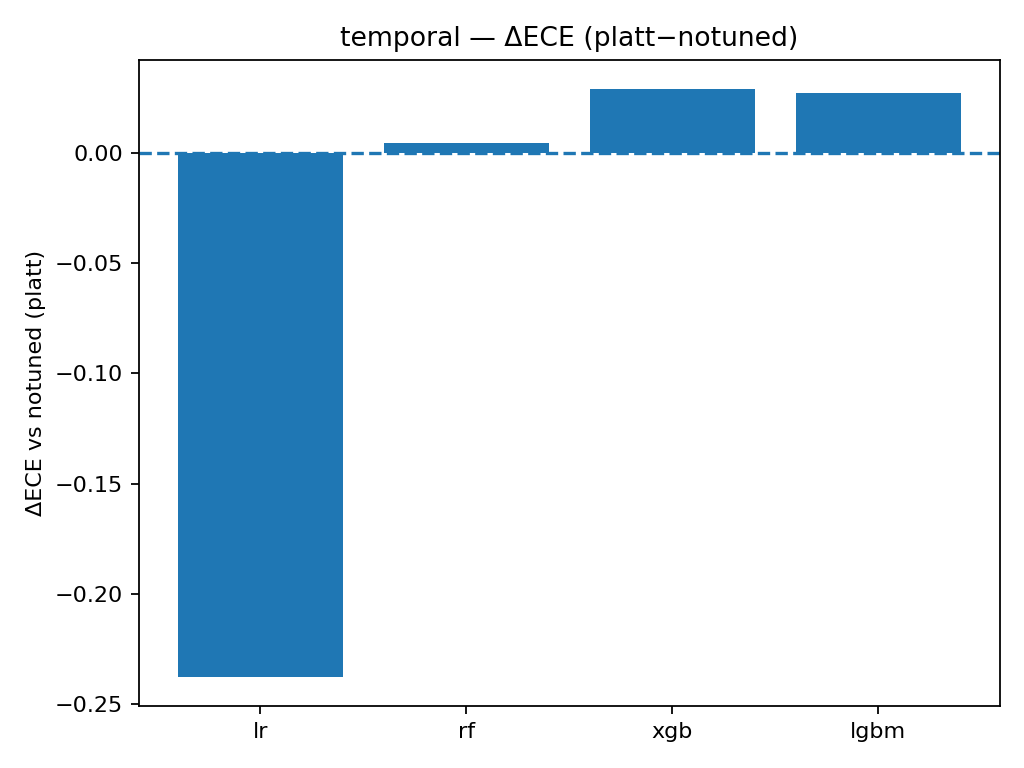 temporal — ΔECE (platt−notuned)
ΔECE vs notuned (platt)
0.00
−0.05
−0.10
−0.15
−0.20
−0.25
lr
rf
xgb
lgbm